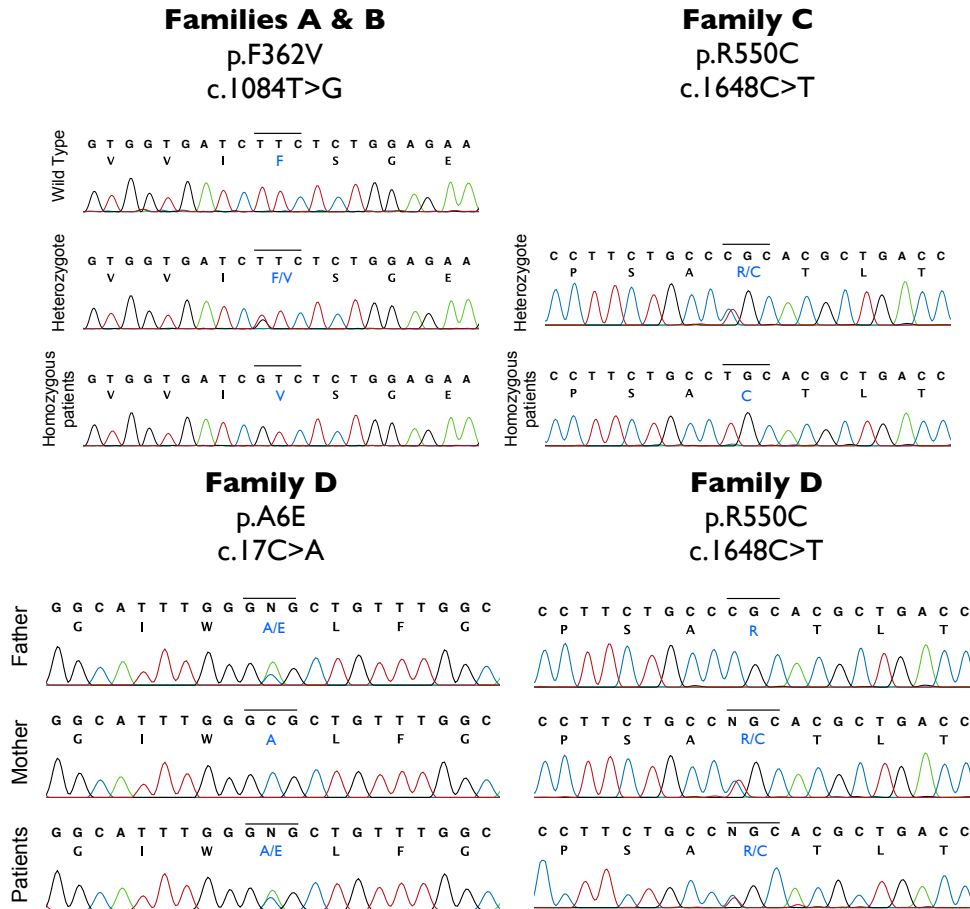 Families A & B
p.F362V
c.1084T>G
Wild Type
G T G G T G A T C T T C T C T G G A G A A
V V I F S G E
Heterozygote
G T G G T G A T C T T C T C T G G A G A A
V V I F/V S G E
Homozygous
patients
G T G G T G A T C G T C T C T G G A G A A
V V I V S G E
Family C
p.R550C
c.1648C>T
Heterozygote
C C T T C T G C C C G C A C G C T G A C C
P S A R/C T L T
Homozygous
patients
C C T T C T G C C T G C A C G C T G A C C
P S A C T L T
Family D
p.A6E
c.17C>A
Father
G G C A T T T G G G N G C T G T T T G G C
G I W A/E L F G
Mother
G G C A T T T G G G C G C T G T T T G G C
G I W A L F G
Patients
G G C A T T T G G G N G C T G T T T G G C
G I W A/E L F G
Family D
p.R550C
c.1648C>T
C C T T C T G C C C G C A C G C T G A C C
P S A R T L T
C C T T C T G C C N G C A C G C T G A C C
P S A R/C T L T
C C T T C T G C C N G C A C G C T G A C C
P S A R/C T L T